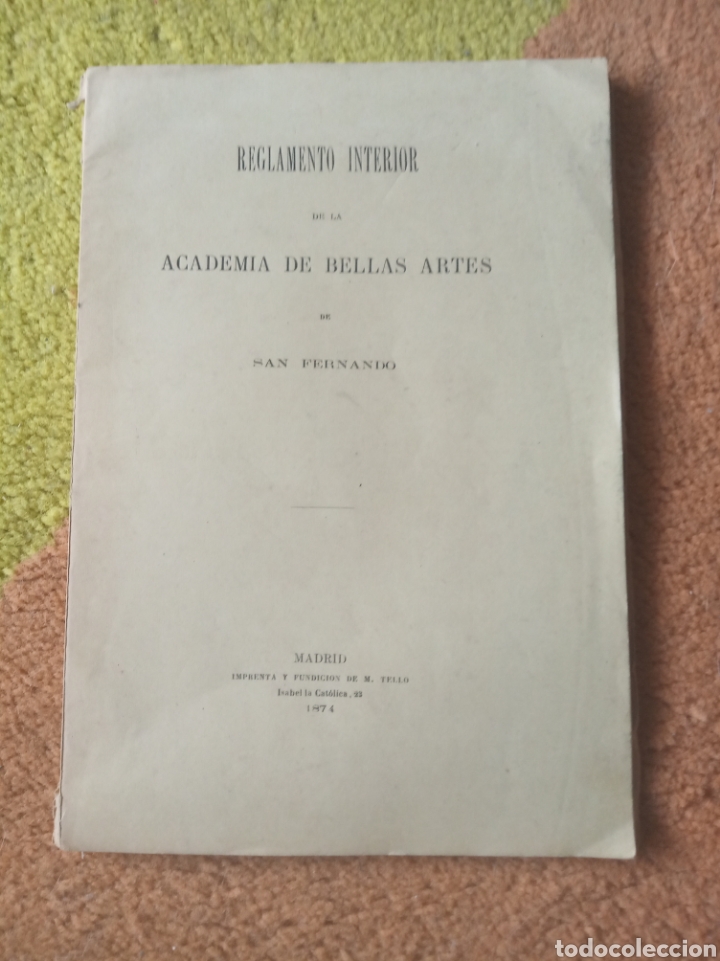 REGLAMENTO INTERIOR
DE LA
ACADEMIA DE BELLAS ARTES
DE
SAN FERNANDO
MADRID
IMPRENTA Y FUNDICION DE M. TELLO
Isabel la Católica, 23
1874
todocoleccion